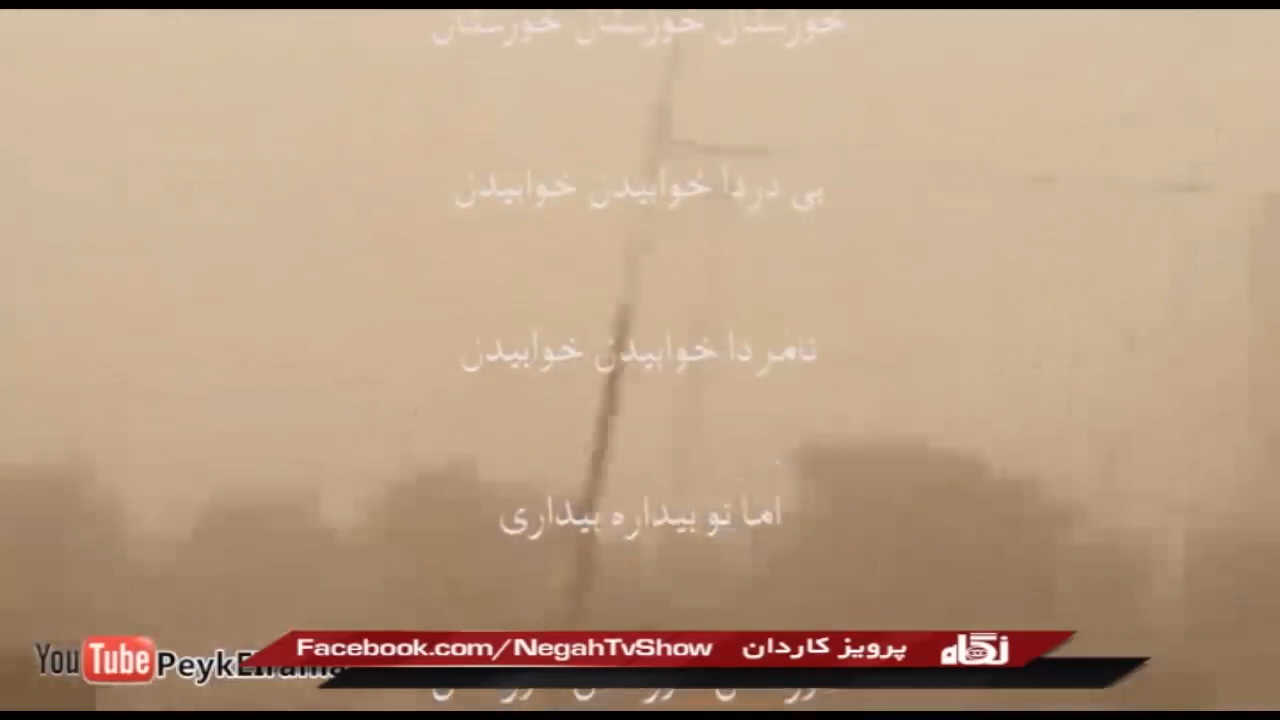 خوزستان خوزستان خوزستان
بی دردا خوابیدن خوابیدن
نامردا خوابیدن خوابیدن
اما تو بیداره بیداری
Facebook.com/NegahTvShow پرویز کاردان نگاه
YouTube